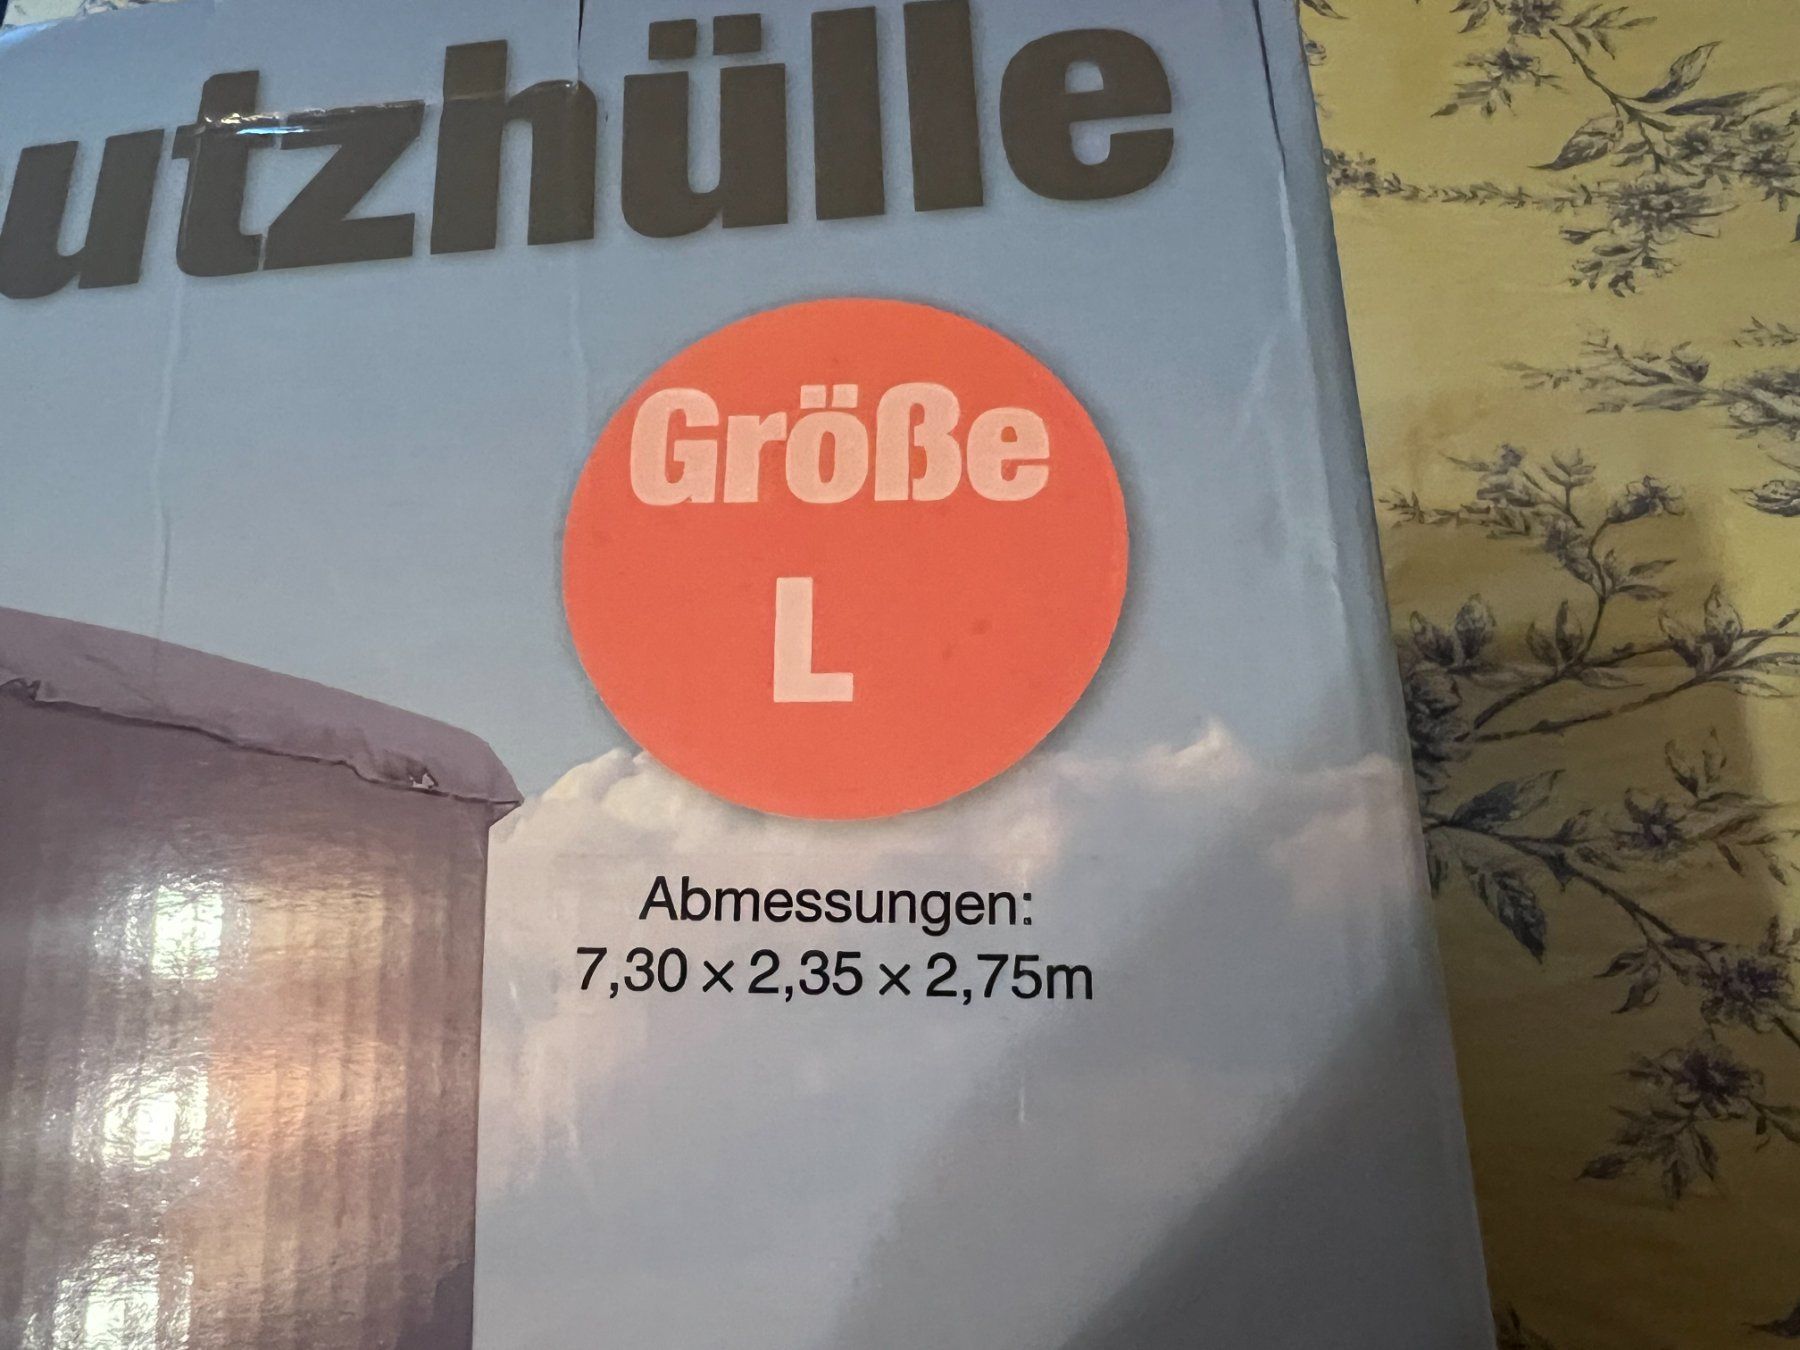 utzhülle
Größe
L
Abmessungen:
7,30 x 2,35 x 2,75m